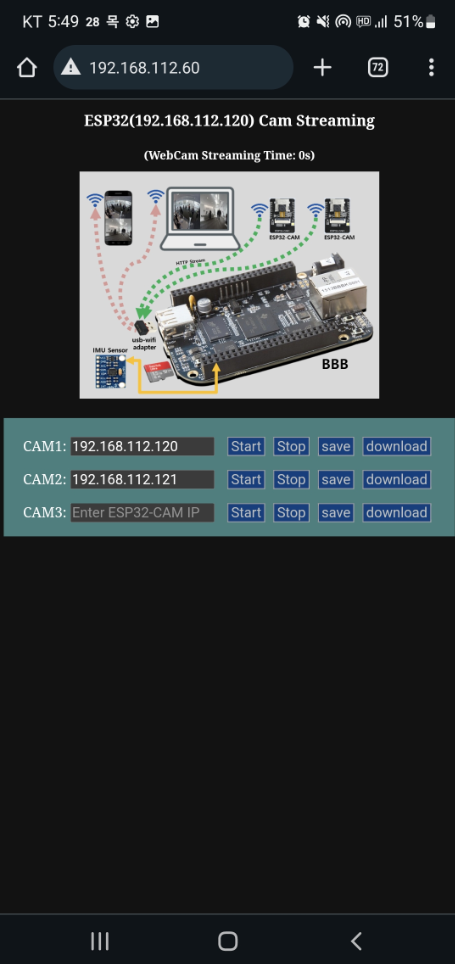 KT 5:49 28 목 HD 51%
192.168.112.60 72
ESP32(192.168.112.120) Cam Streaming
(WebCam Streaming Time: 0s)
ESP32-CAM ESP32-CAM
HTTP Stream
usb-wifi
adapter
IMU Sensor
BBB
CAM1: 192.168.112.120 Start Stop save download
CAM2: 192.168.112.121 Start Stop save download
CAM3: Enter ESP32-CAM IP Start Stop save download